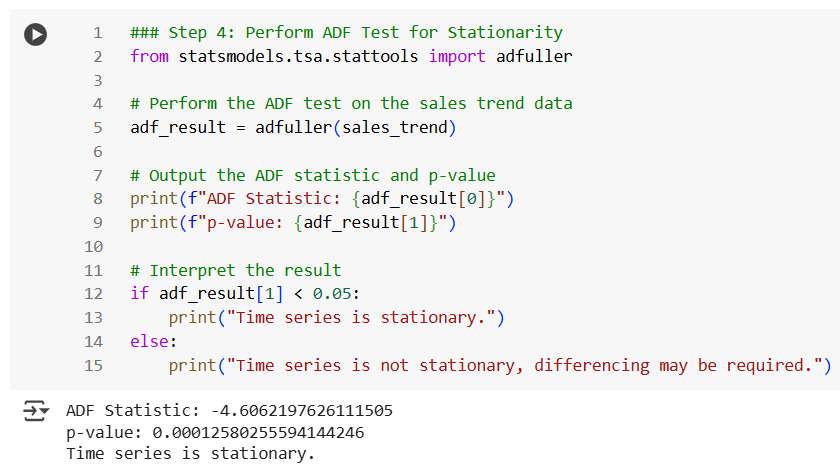 1 ### Step 4: Perform ADF Test for Stationarity
2 from statsmodels.tsa.stattools import adfuller
3
4 # Perform the ADF test on the sales trend data
5 adf_result = adfuller(sales_trend)
6
7 # Output the ADF statistic and p-value
8 print(f"ADF Statistic: {adf_result[0]}")
9 print(f"p-value: {adf_result[1]}")
10
11 # Interpret the result
12 if adf_result[1] < 0.05:
13     print("Time series is stationary.")
14 else:
15     print("Time series is not stationary, differencing may be required.")
ADF Statistic: -4.6062197626111505
p-value: 0.00012580255594144246
Time series is stationary.